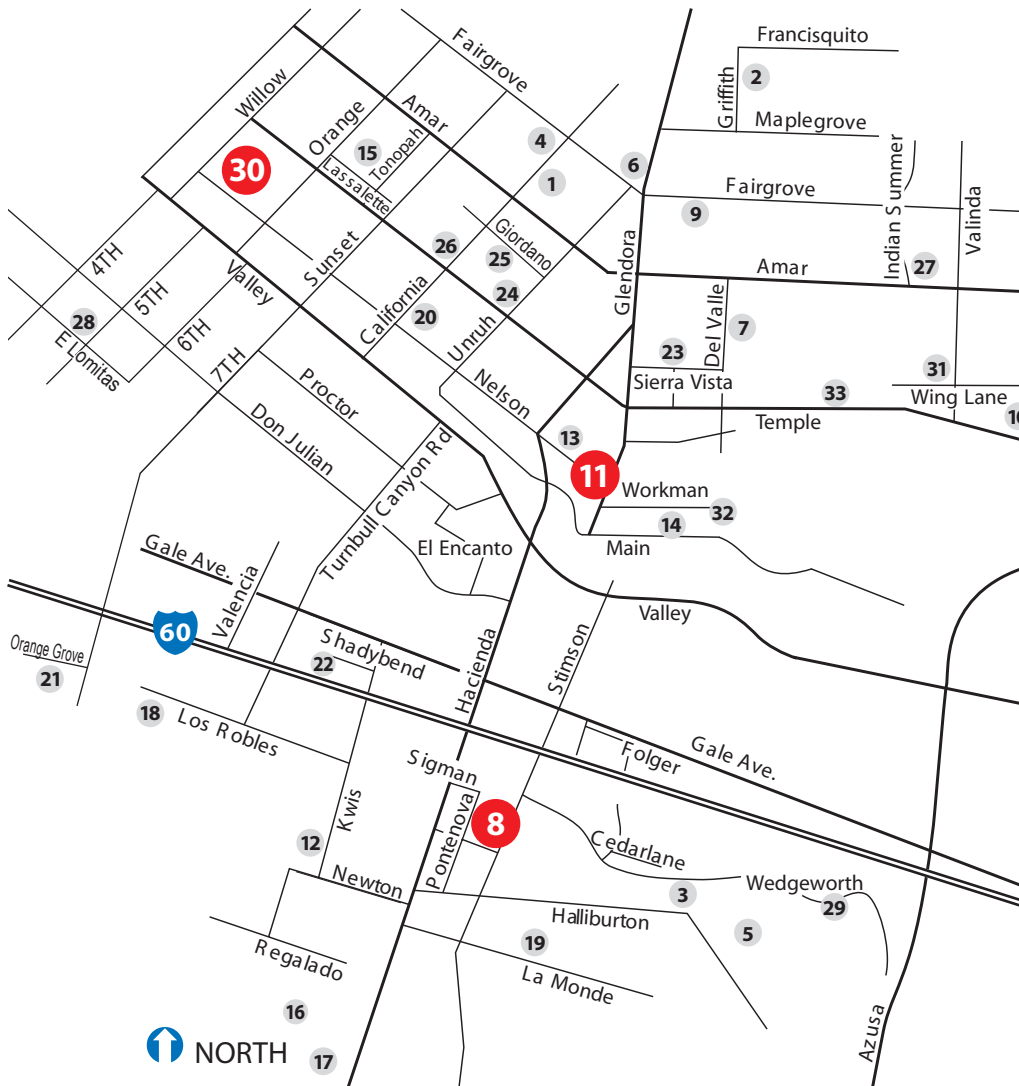 Francisquito
Fairgrove
2
Griffith
Willow
Amar
Orange
Maplegrove
4
15
Tonopah
6
30
Lassalette
1
Indian Summer
Fairgrove
9
Valinda
Giordano
4TH
Sunset
26
25
Glendora
27
Amar
Valley
5TH
24
California
28
20
Del Valle
7
6TH
E Lomitas
Unruh
23
7TH
31
Proctor
Nelson
Sierra Vista
33
Wing Lane
Temple
10
Don Julian
13
11
Turnbull Canyon Rd
Workman
32
14
Gale Ave.
El Encanto
Main
Valencia
Valley
60
Orange Grove
Shadybend
22
21
Hacienda
Stimson
18
Los Robles
Folger
Gale Ave.
Sigman
Kwis
Pontenova
8
12
Cedarlane
Newton
Wedgeworth
3
29
Halliburton
5
19
Regalado
La Monde
16
Azusa
NORTH
17